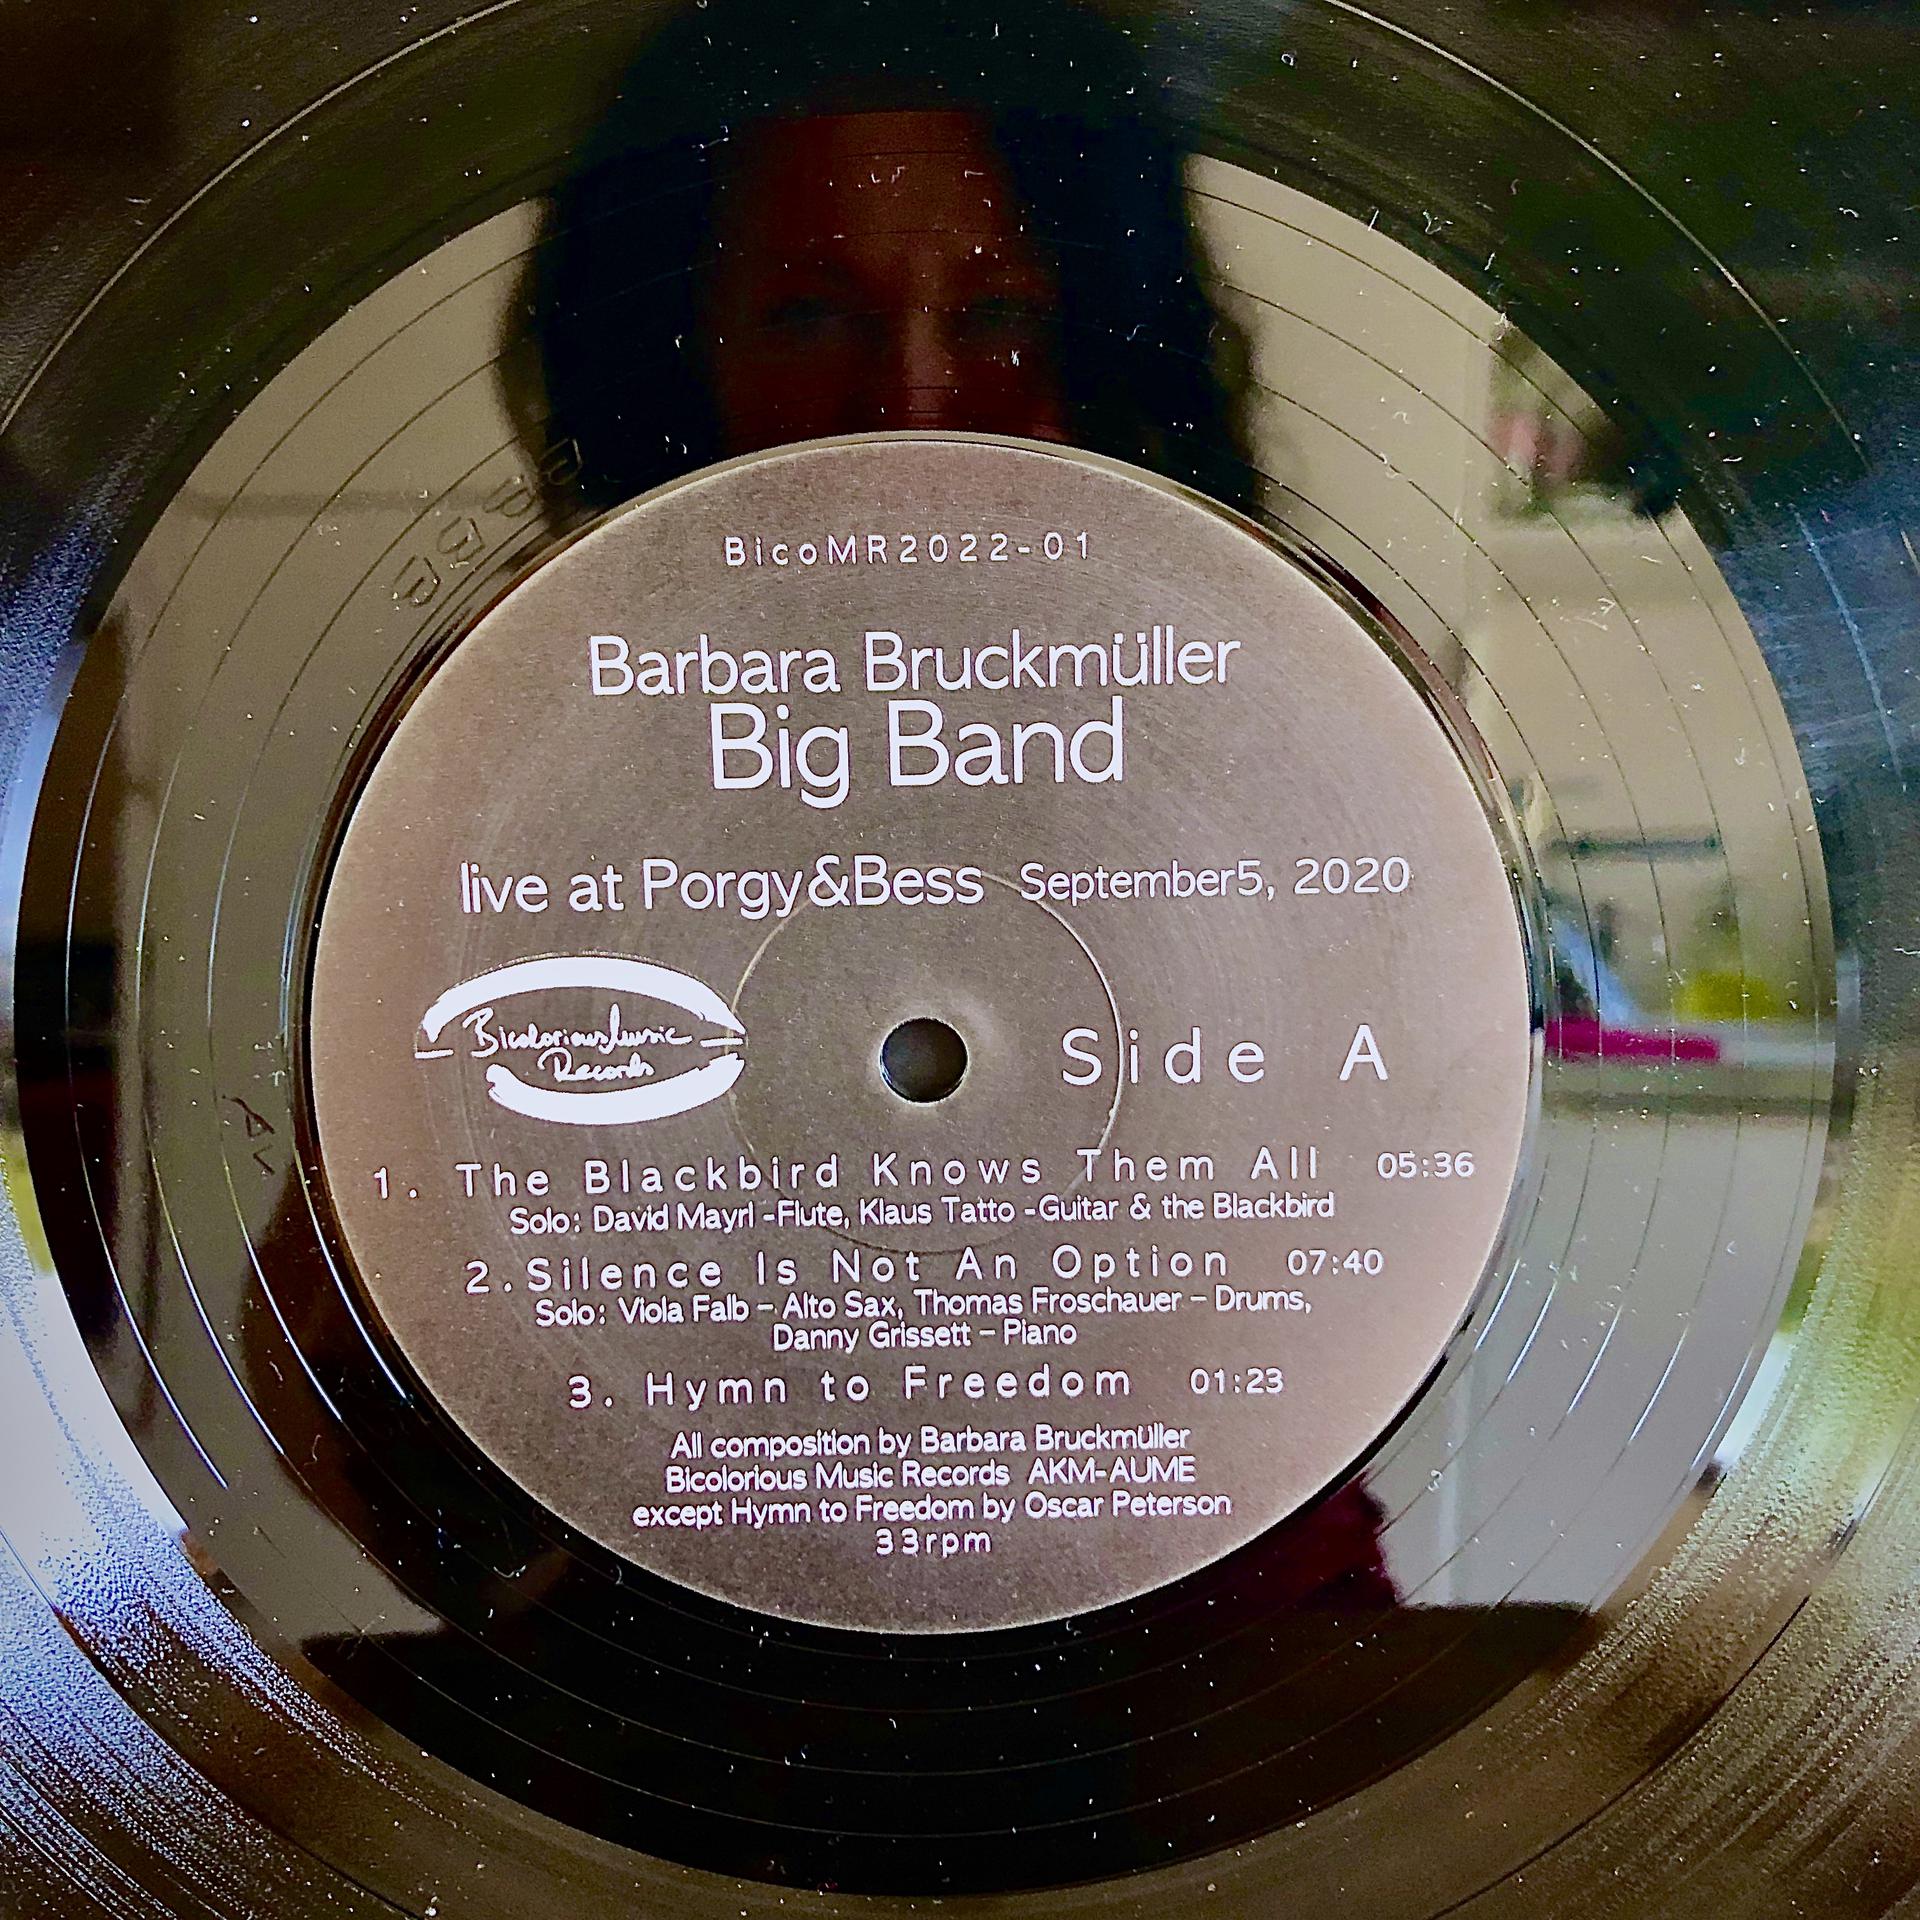 BicoMR2022-01
Barbara Bruckmüller
Big Band
live at Porgy&Bess September5, 2020
Bicolorious Music
Records
Side A
1. The Blackbird Knows Them All 05:36
Solo: David Mayrl -Flute, Klaus Tatto -Guitar & the Blackbird
2. Silence Is Not An Option 07:40
Solo: Viola Falb - Alto Sax, Thomas Froschauer - Drums,
Danny Grissett - Piano
3. Hymn to Freedom 01:23
All composition by Barbara Bruckmüller
Bicolorious Music Records AKM-AUME
except Hymn to Freedom by Oscar Peterson
33rpm